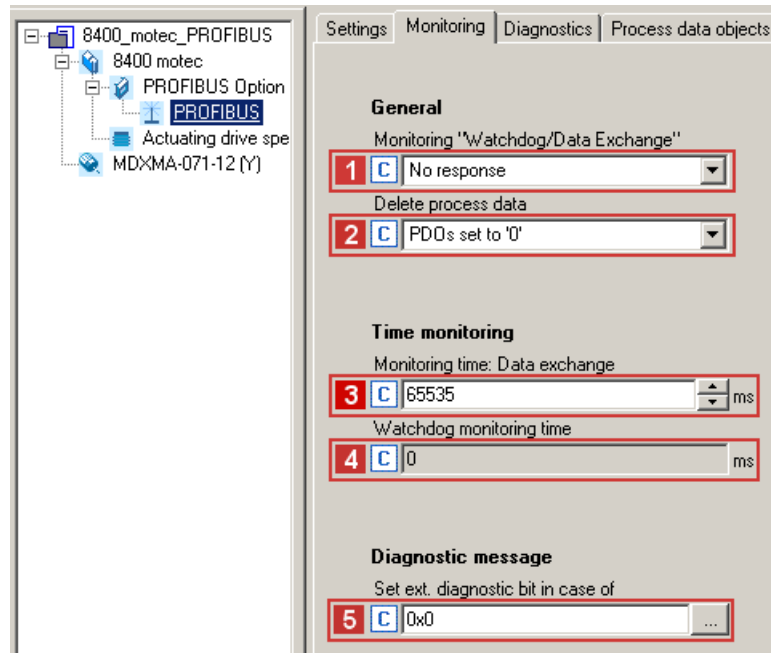 8400_motec_PROFIBUS
8400 motec
PROFIBUS Option
PROFIBUS
Actuating drive spe
MDXMA-071-12 (Y)
Settings Monitoring Diagnostics Process data objects
General
Monitoring "Watchdog/Data Exchange"
1 C No response
Delete process data
2 C PDOs set to '0'
Time monitoring
Monitoring time: Data exchange
3 C 65535 ms
Watchdog monitoring time
4 C 0 ms
Diagnostic message
Set ext. diagnostic bit in case of
5 C 0x0 ...